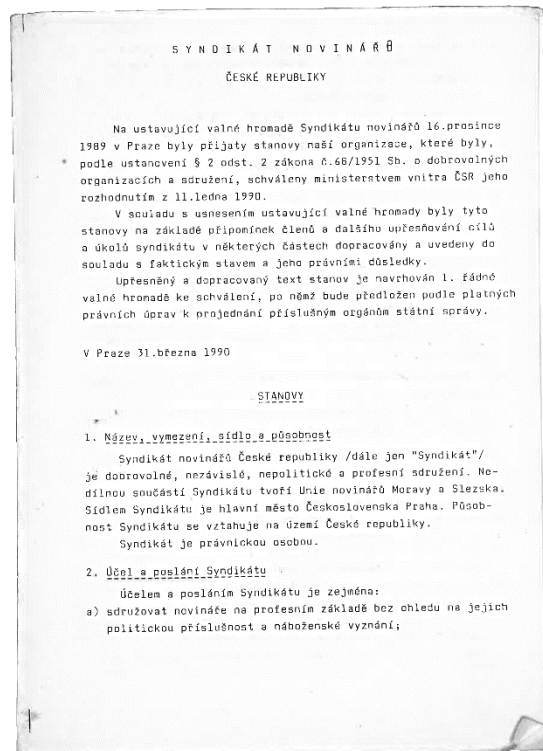 SYNDIKÁT NOVINÁŘŮ
ČESKÉ REPUBLIKY
Na ustavující valné hromadě Syndikátu novinářů 16.prosince
1989 v Praze byly přijaty stanovy naší organizace, které byly,
podle ustanovení § 2 odst. 2 zákona č.68/1951 Sb. o dobrovolných
organizacích a sdružení, schváleny ministerstvem vnitra ČSR jeho
rozhodnutím z 11.ledna 1990.
V souladu s usnesením ustavující valné hromady byly tyto
stanovy na základě připomínek členů a dalšího upřesňování cílů
a úkolů syndikátu v některých částech dopracovány a uvedeny do
souladu s faktickým stavem a jeho právními důsledky.
Upřesněný a dopracovaný text stanov je navrhován 1. řádné
valné hromadě ke schválení, po němž bude předložen podle platných
právních úprav k projednání příslušným orgánům státní správy.
V Praze 31.března 1990
STANOVY
1. Název, vymezení, sídlo a působnost
Syndikát novinářů České republiky /dále jen "Syndikát"/
je dobrovolné, nezávislé, nepolitické a profesní sdružení. Ne-
dílnou součástí Syndikátu tvoří Unie novinářů Moravy a Slezska.
Sídlem Syndikátu je hlavní město Československa Praha. Působ-
nost Syndikátu se vztahuje na území České republiky.
Syndikát je právnickou osobou.
2. Účel a poslání Syndikátu
Účelem a posláním Syndikátu je zejména:
a) sdružovat novináře na profesním základě bez ohledu na jejich
politickou příslušnost a náboženské vyznání;